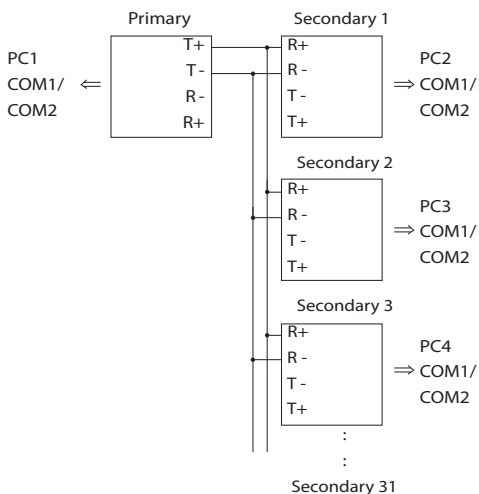 Primary
PC1
COM1/
COM2
⇐
T+
T -
R -
R+
Secondary 1
R+
R -
T -
T+
PC2
⇒ COM1/
COM2
Secondary 2
R+
R -
T -
T+
PC3
⇒ COM1/
COM2
Secondary 3
R+
R -
T -
T+
PC4
⇒ COM1/
COM2
:
:
Secondary 31